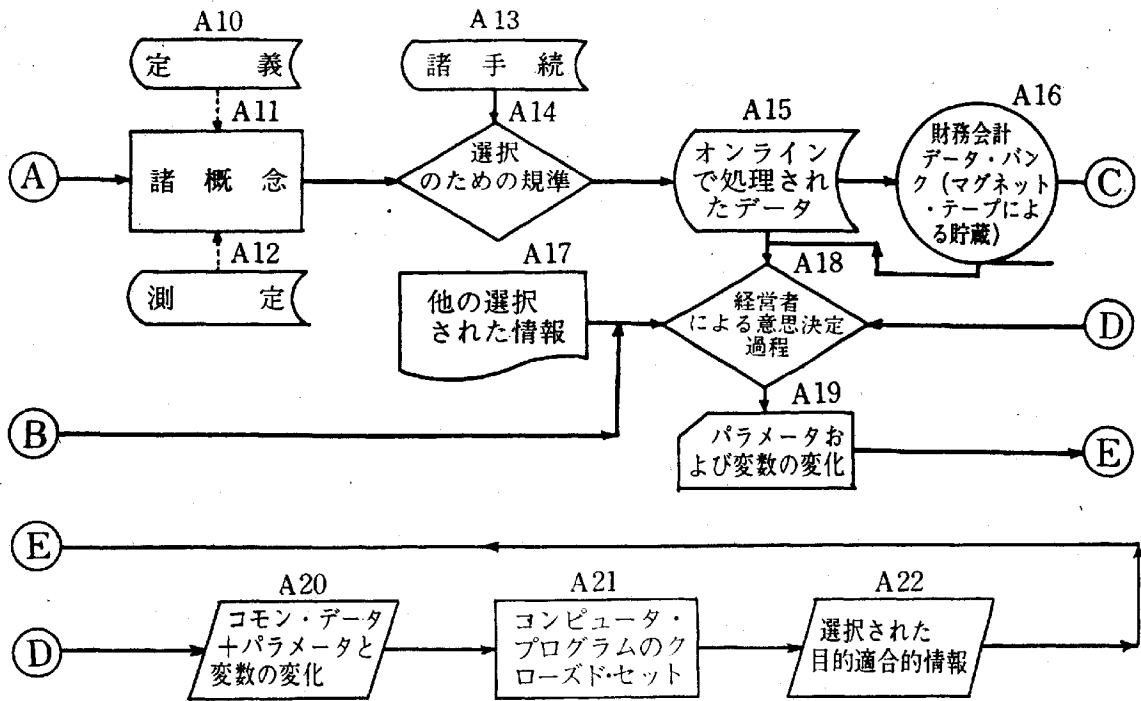 A10
定義
A11
諸概念
A12
測定
A13
諸手続
A14
選択
のための規準
A15
オンライン
で処理され
たデータ
A16
財務会計
データ・バン
ク(マグネット
・テープによ
る貯蔵)
A
C
A17
他の選択
された情報
A18
経営者
による意思決定
過程
D
B
A19
パラメータお
よび変数の変化
E
E
D
A20
コモン・データ
+パラメータと
変数の変化
A21
コンピュータ・
プログラムのク
ローズド・セット
A22
選択された
目的適合的情報